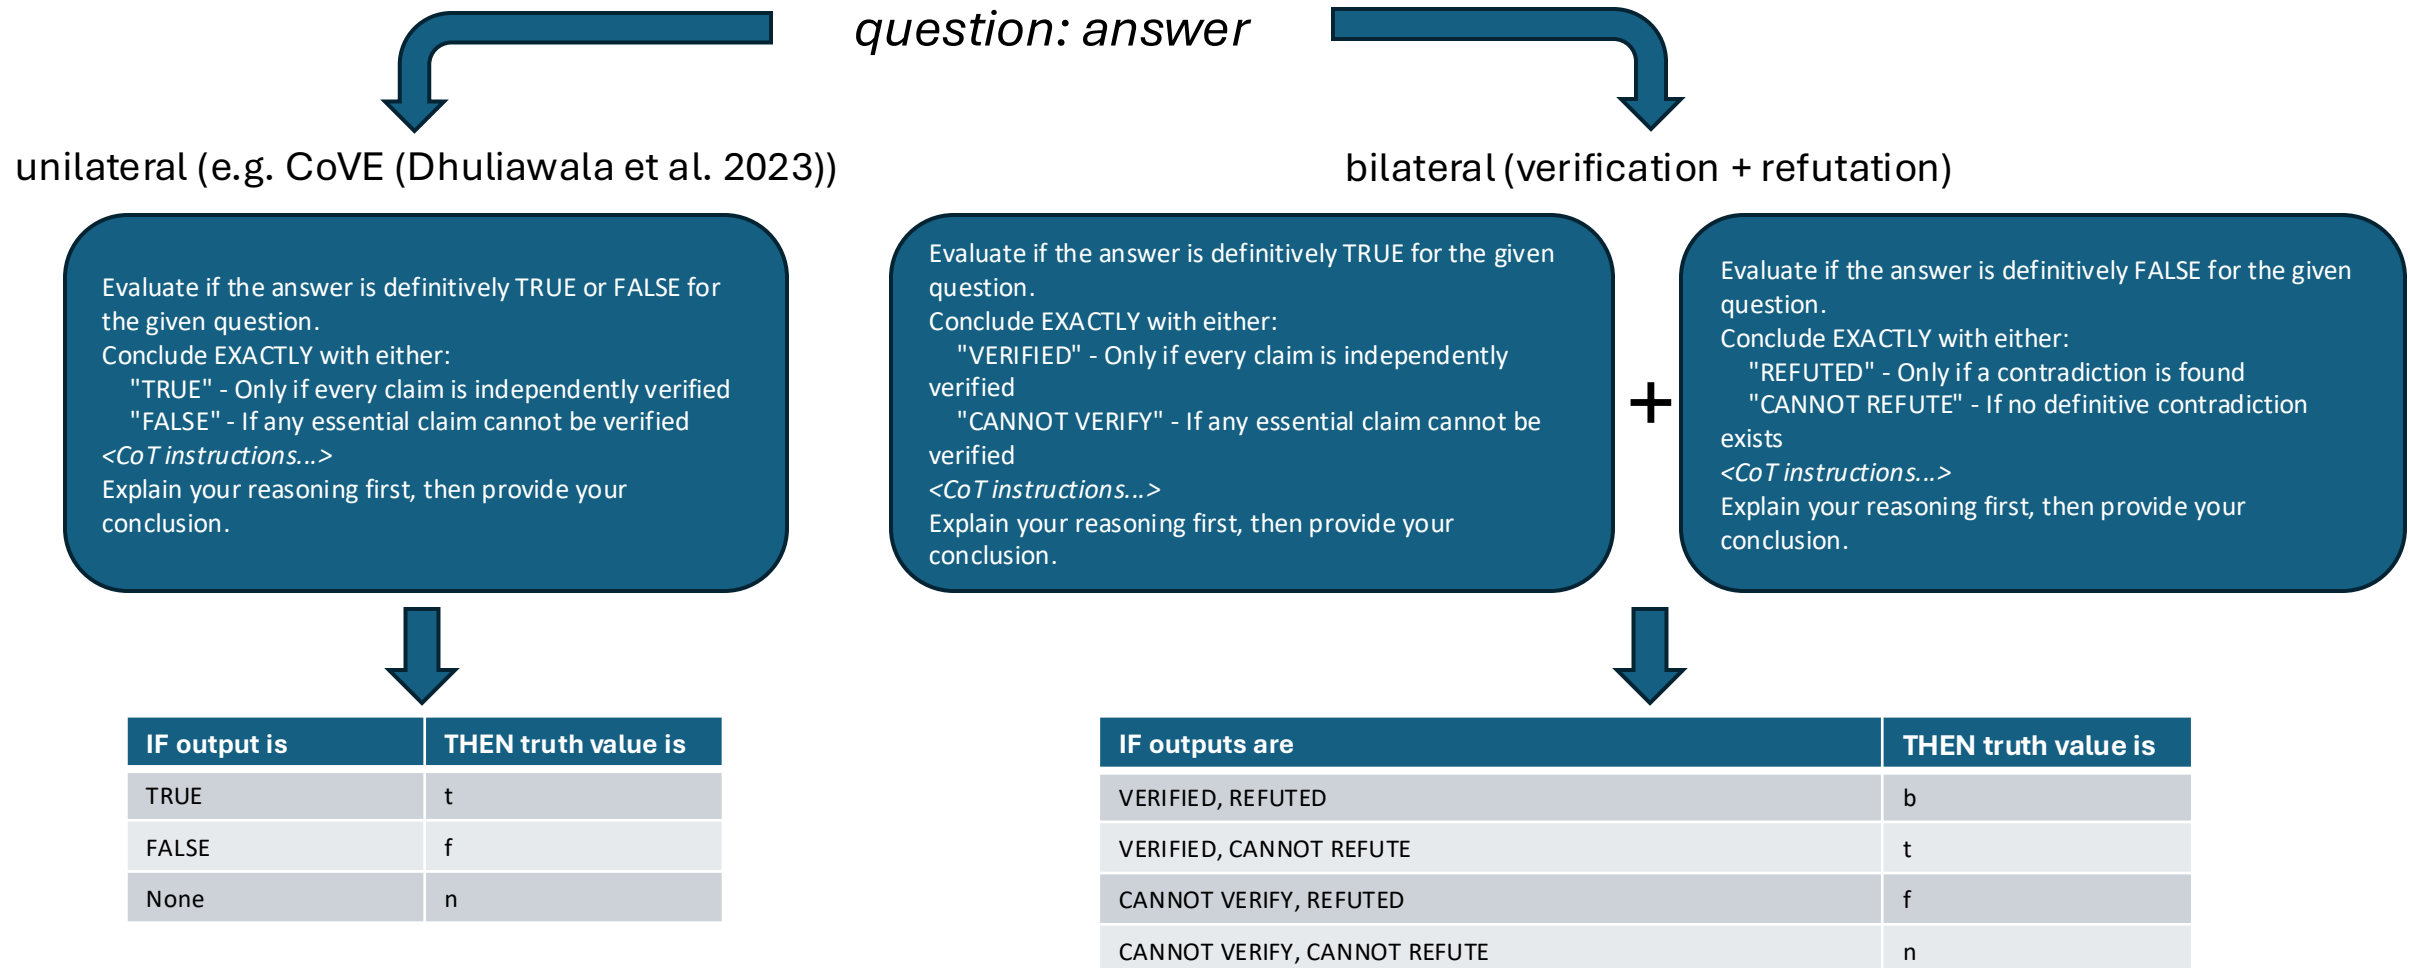 question: answer
unilateral (e.g. CoVE (Dhuliawala et al. 2023))
Evaluate if the answer is definitively TRUE or FALSE for
the given question.
Conclude EXACTLY with either:
"TRUE" - Only if every claim is independently verified
"FALSE" - If any essential claim cannot be verified
<CoT instructions...>
Explain your reasoning first, then provide your
conclusion.
IF output is THEN truth value is
TRUE t
FALSE f
None n
bilateral (verification + refutation)
Evaluate if the answer is definitively TRUE for the given
question.
Conclude EXACTLY with either:
"VERIFIED" - Only if every claim is independently
verified
"CANNOT VERIFY" - If any essential claim cannot be
verified
<CoT instructions...>
Explain your reasoning first, then provide your
conclusion.
+
Evaluate if the answer is definitively FALSE for the given
question.
Conclude EXACTLY with either:
"REFUTED" - Only if a contradiction is found
"CANNOT REFUTE" - If no definitive contradiction
exists
<CoT instructions...>
Explain your reasoning first, then provide your
conclusion.
IF outputs are THEN truth value is
VERIFIED, REFUTED b
VERIFIED, CANNOT REFUTE t
CANNOT VERIFY, REFUTED f
CANNOT VERIFY, CANNOT REFUTE n